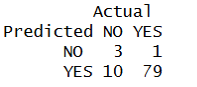 Actual
Predicted NO YES
NO 3 1
YES 10 79